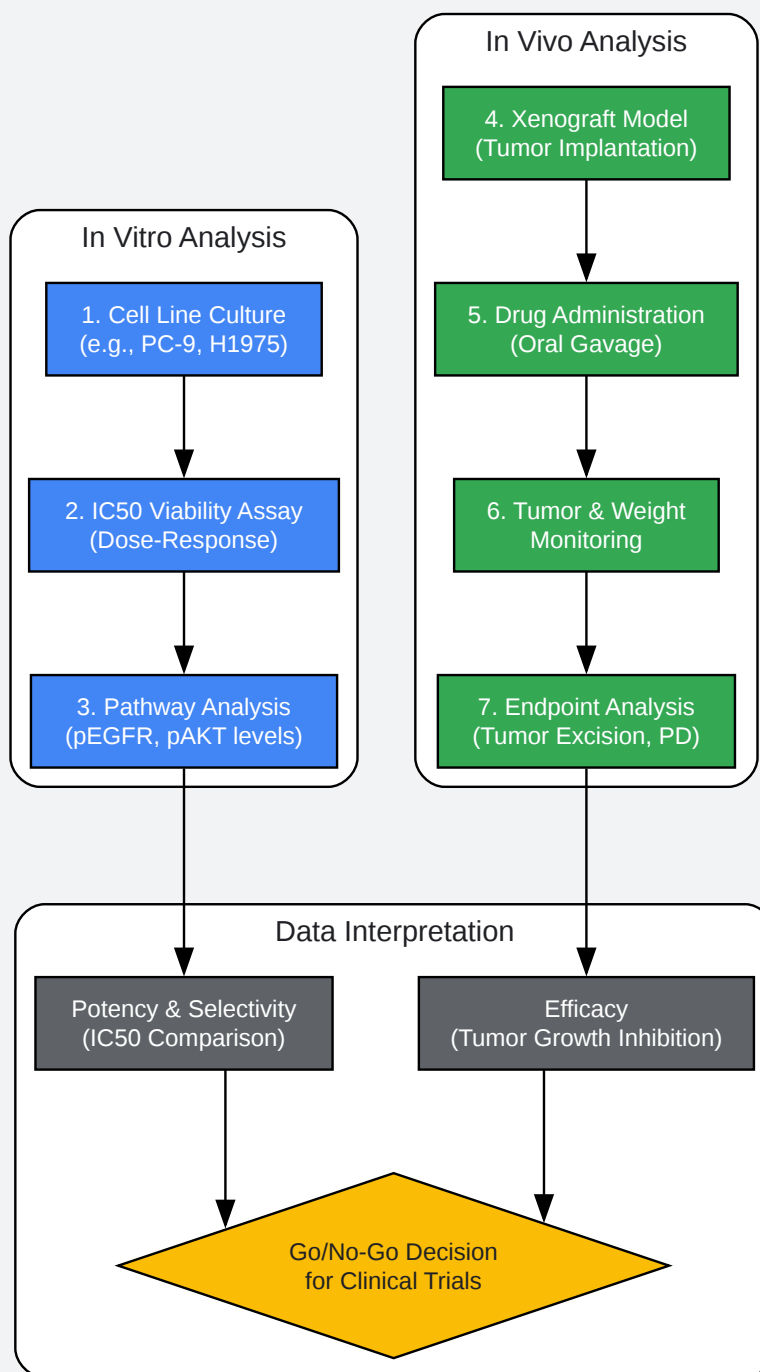 In Vitro Analysis
1. Cell Line Culture
(e.g., PC-9, H1975)
2. IC50 Viability Assay
(Dose-Response)
3. Pathway Analysis
(pEGFR, pAKT levels)
In Vivo Analysis
4. Xenograft Model
(Tumor Implantation)
5. Drug Administration
(Oral Gavage)
6. Tumor & Weight
Monitoring
7. Endpoint Analysis
(Tumor Excision, PD)
Data Interpretation
Potency & Selectivity
(IC50 Comparison)
Efficacy
(Tumor Growth Inhibition)
Go/No-Go Decision
for Clinical Trials